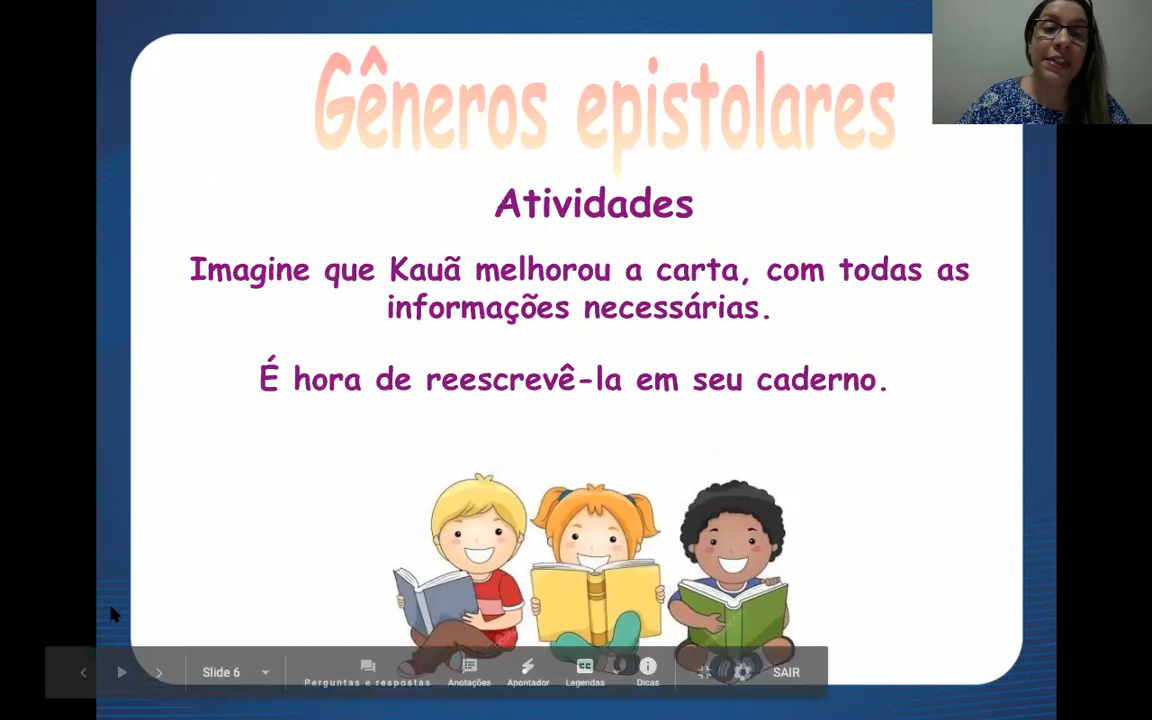 Gêneros epistolares
Atividades
Imagine que Kauã melhorou a carta, com todas as
informações necessárias.
É hora de reescrevê-la em seu caderno.
Slide 6
Perguntas e respostas
Anotações
Apontador
Legendas
Dicas
SAIR